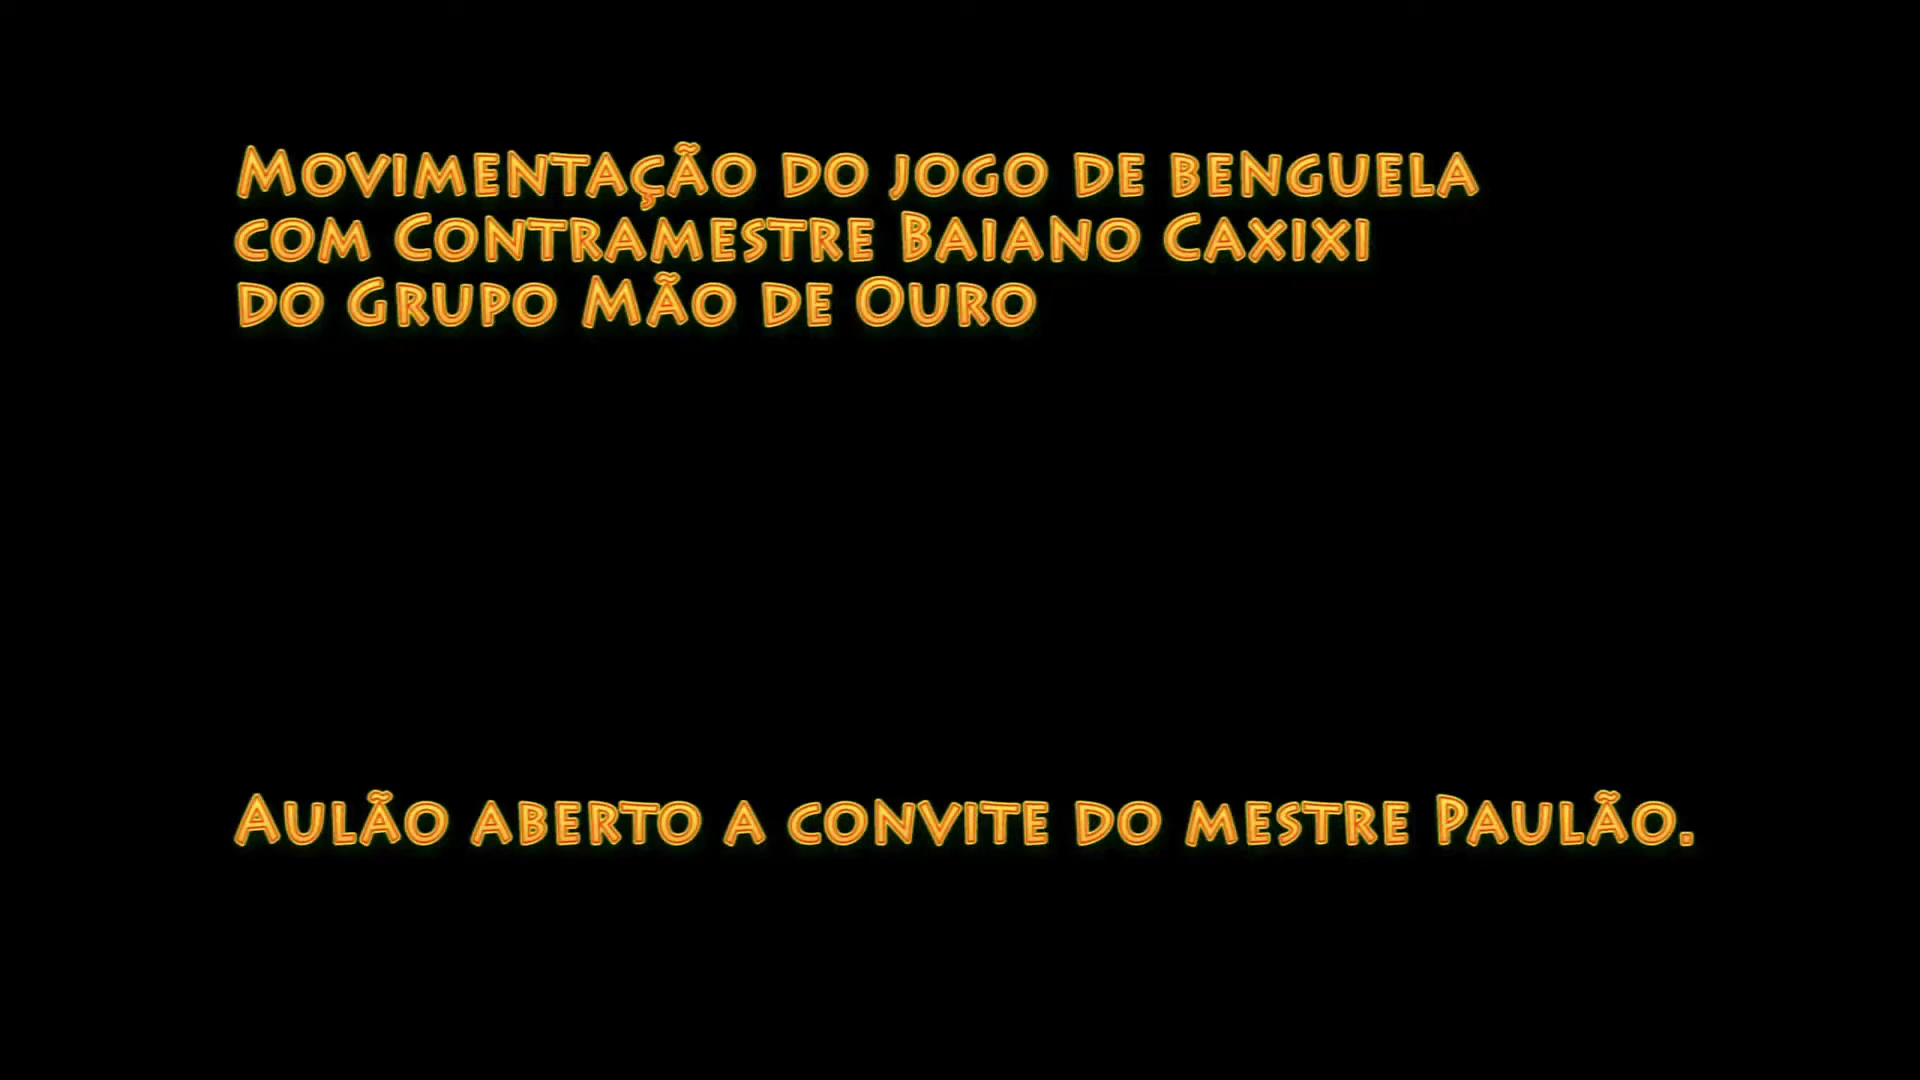 Movimentação do jogo de benguela
com Contramestre Baiano Caxixi
do Grupo Mão de Ouro
Aulão aberto a convite do mestre Paulão.